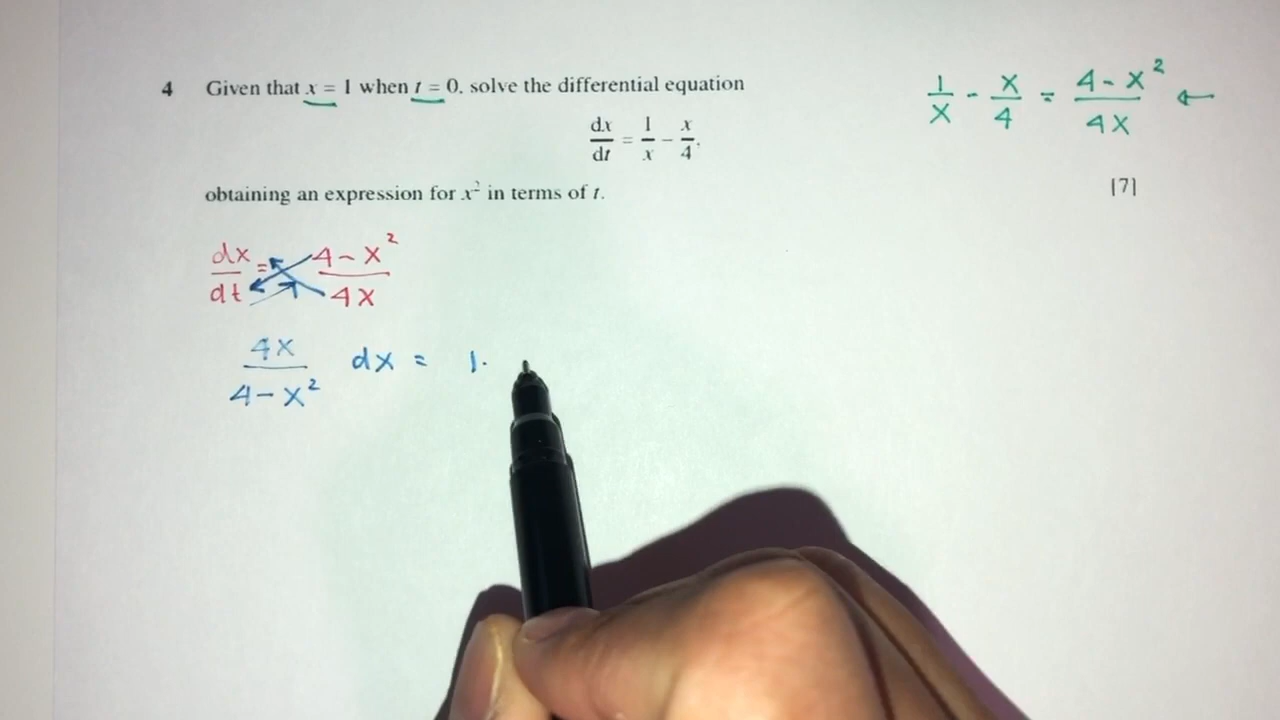 4 Given that x = 1 when t = 0, solve the differential equation
dx/dt = 1/x − x/4.
obtaining an expression for x² in terms of t.
[7]
1/x - x/4 = (4-x²)/4x ←
dx/dt = (4-x²)/4x
4x/(4-x²) dx = 1.